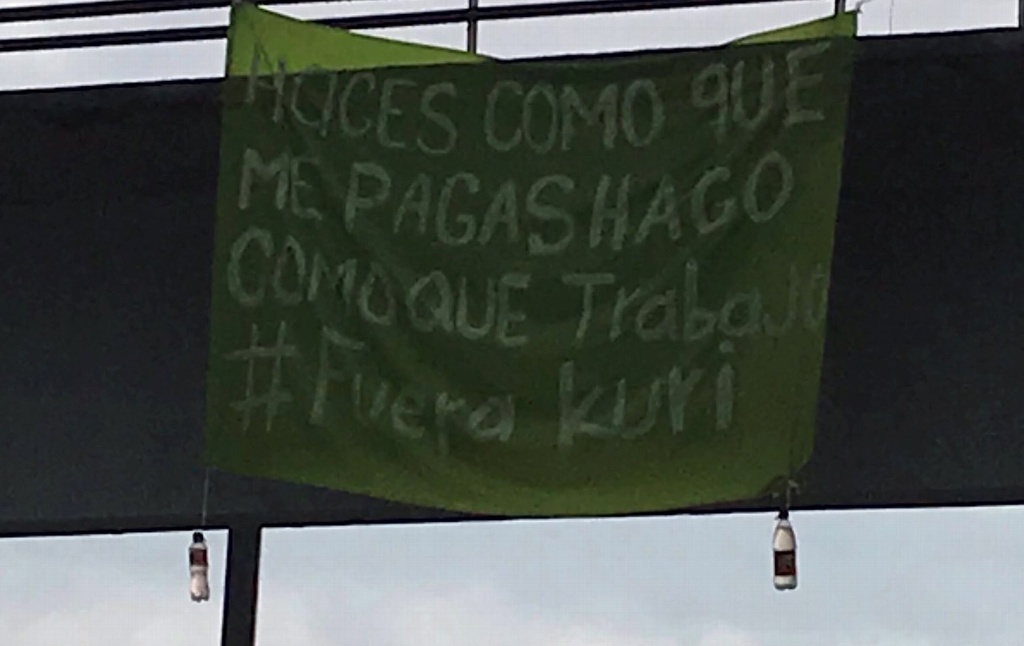 HACES COMO QUE
ME PAGAS HAGO
COMO QUE Trabajo
#Fuera kuri